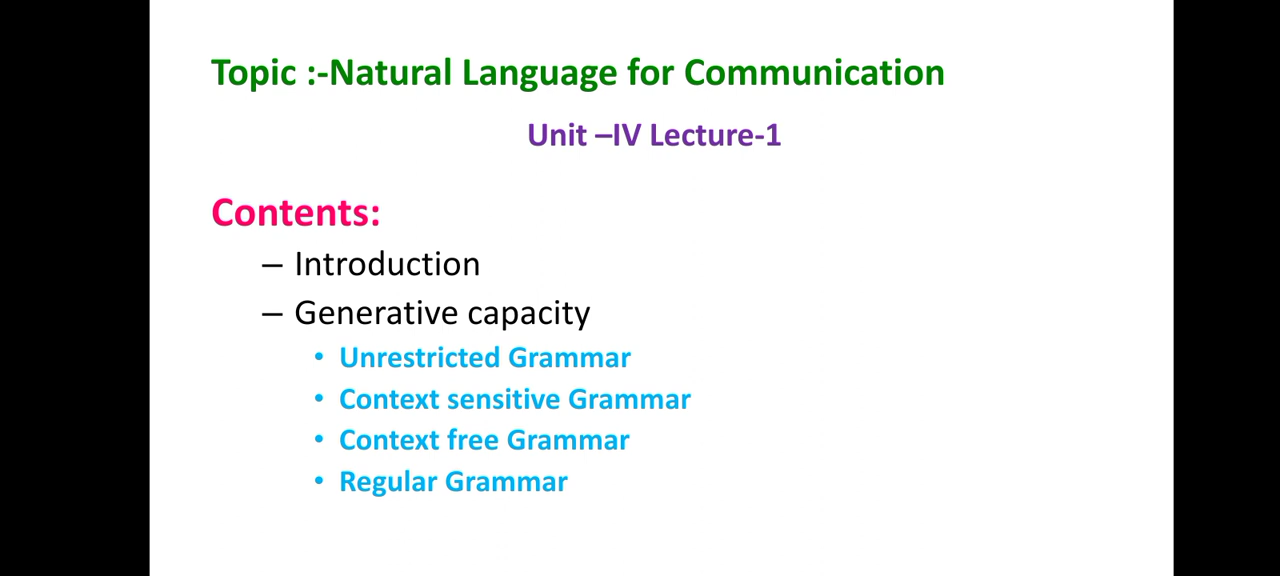 Topic :-Natural Language for Communication
Unit –IV Lecture-1
Contents:
– Introduction
– Generative capacity
• Unrestricted Grammar
• Context sensitive Grammar
• Context free Grammar
• Regular Grammar